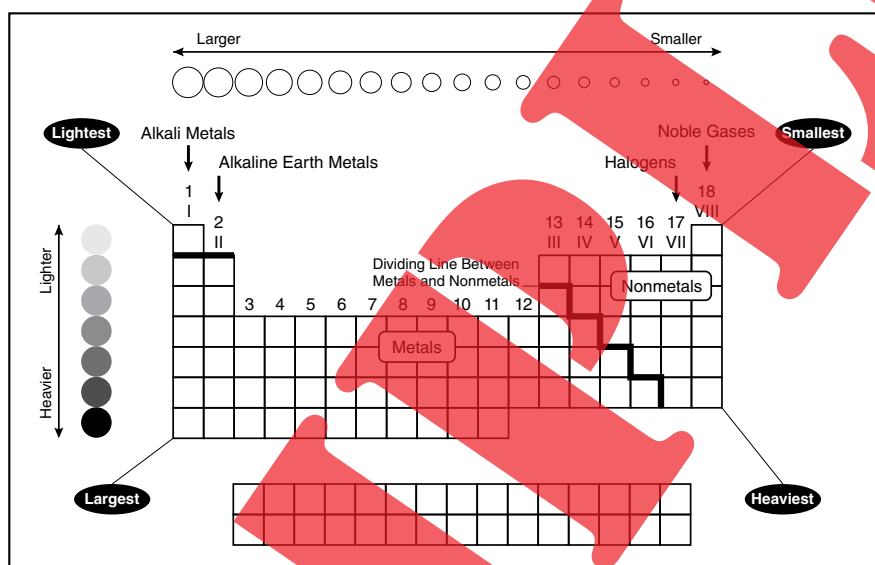 Larger
Smaller
Lightest
Alkali Metals
Noble Gases
Smallest
Alkaline Earth Metals
Halogens
1
I
2
II
13
III
14
IV
15
V
16
VI
17
VII
18
VIII
Lighter
Heavier
Dividing Line Between
Metals and Nonmetals
Nonmetals
3 4 5 6 7 8 9 10 11 12
Metals
Largest
Heaviest